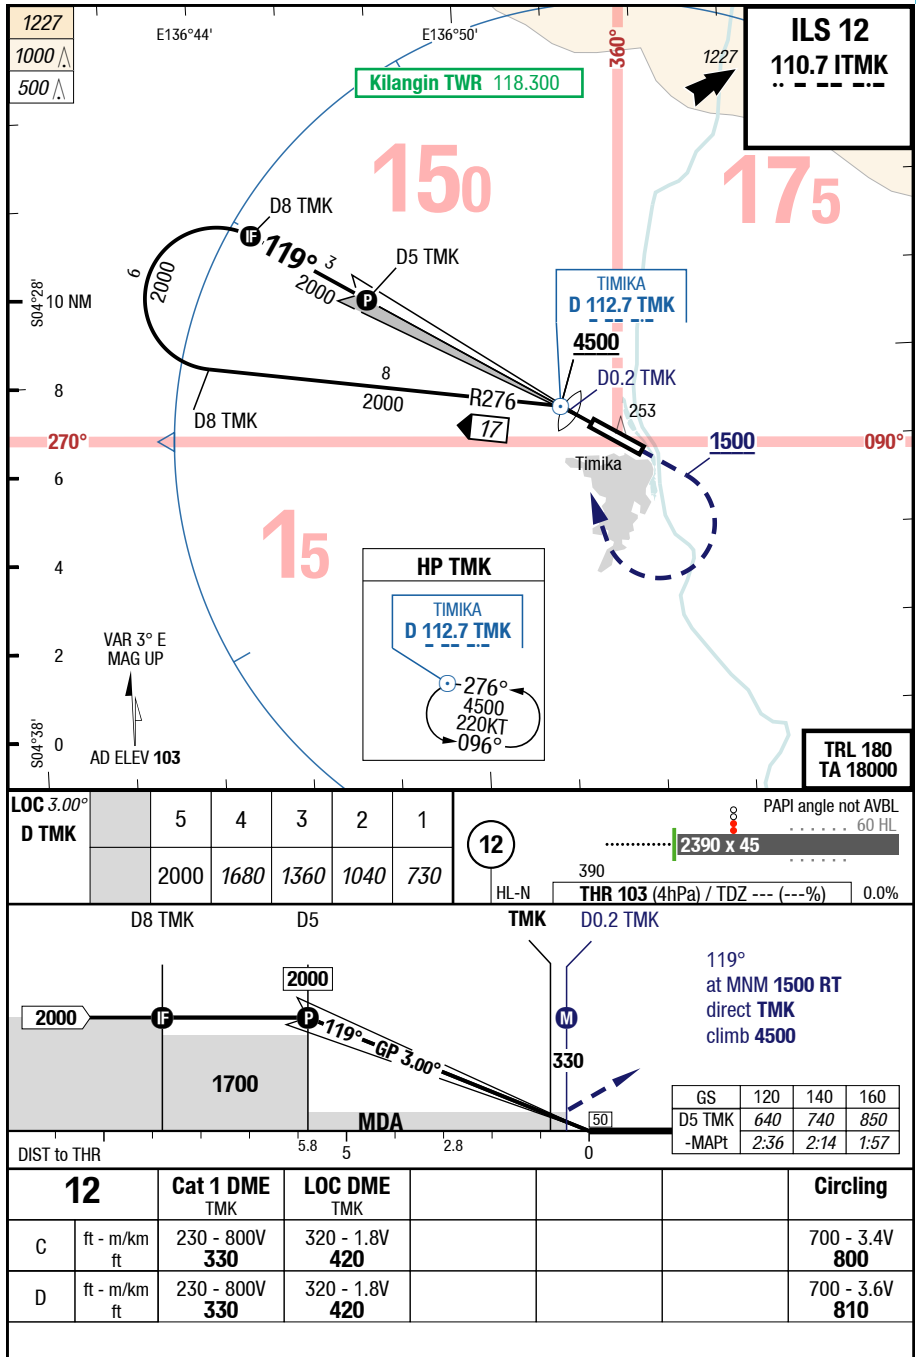 1227
1000
500
E136°44'
E136°50'
360°
1227
ILS 12
110.7 ITMK
Kilangin TWR 118.300
150
175
D8 TMK
IF
119°
3
2000
D5 TMK
P
6
2000
S04°28'
10 NM
TIMIKA
D 112.7 TMK
4500
D0.2 TMK
8
8
2000
R276
D8 TMK
17
253
270°
1500
090°
Timika
6
15
4
HP TMK
TIMIKA
D 112.7 TMK
276°
4500
220KT
096°
2
VAR 3° E
MAG UP
S04°38'
0
AD ELEV 103
TRL 180
TA 18000
LOC 3.00°
D TMK
5 4 3 2 1
2000 1680 1360 1040 730
12
HL-N
PAPI angle not AVBL
60 HL
2390 x 45
390
THR 103 (4hPa) / TDZ --- (---%)
0.0%
D8 TMK
D5
TMK
D0.2 TMK
119°
at MNM 1500 RT
direct TMK
climb 4500
2000
2000
IF
P
119°
GP 3.00°
M
330
1700
MDA
50
GS 120 140 160
D5 TMK 640 740 850
-MAPt 2:36 2:14 1:57
DIST to THR
5.8
5
2.8
0
12
Cat 1 DME
TMK
LOC DME
TMK
Circling
C
ft - m/km
ft
230 - 800V
330
320 - 1.8V
420
700 - 3.4V
800
D
ft - m/km
ft
230 - 800V
330
320 - 1.8V
420
700 - 3.6V
810